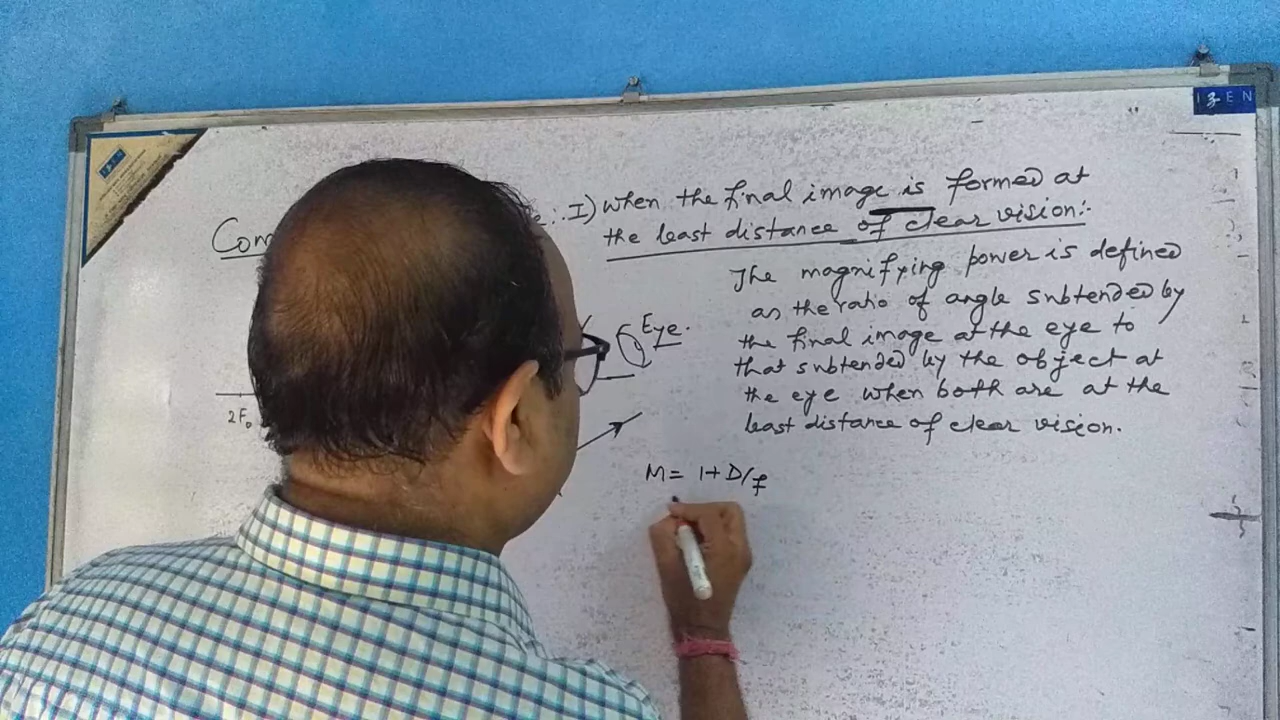 Com
I) When the final image is formed at
the least distance of clear vision:-
The magnifying power is defined
as the ratio of angle subtended by
the final image at the eye to
that subtended by the object at
the eye when both are at the
least distance of clear vision.
Eye.
2Fo
M= 1+D/f